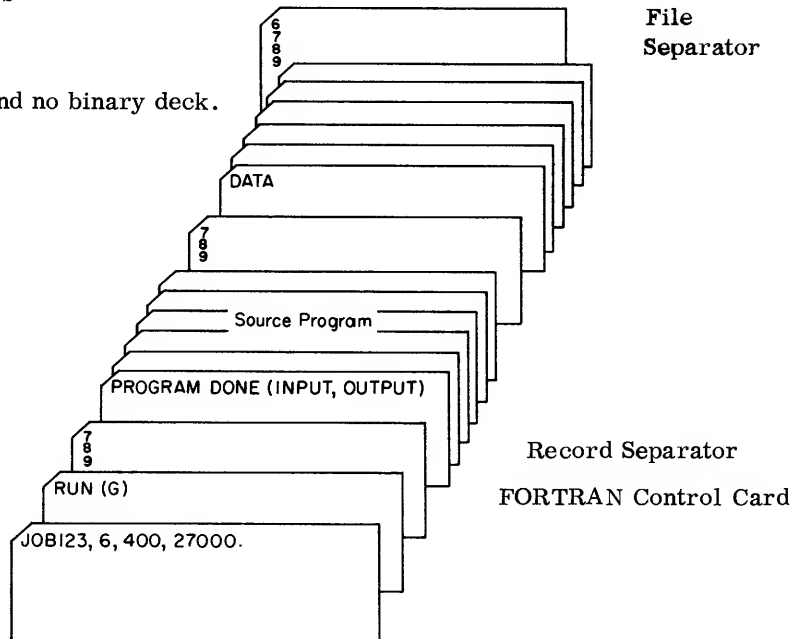 File
Separator
6
7
8
9
nd no binary deck.
DATA
7
8
9
Source Program
PROGRAM DONE (INPUT, OUTPUT)
7
8
9
Record Separator
RUN (G)
FORTRAN Control Card
JOB123, 6, 400, 27000.